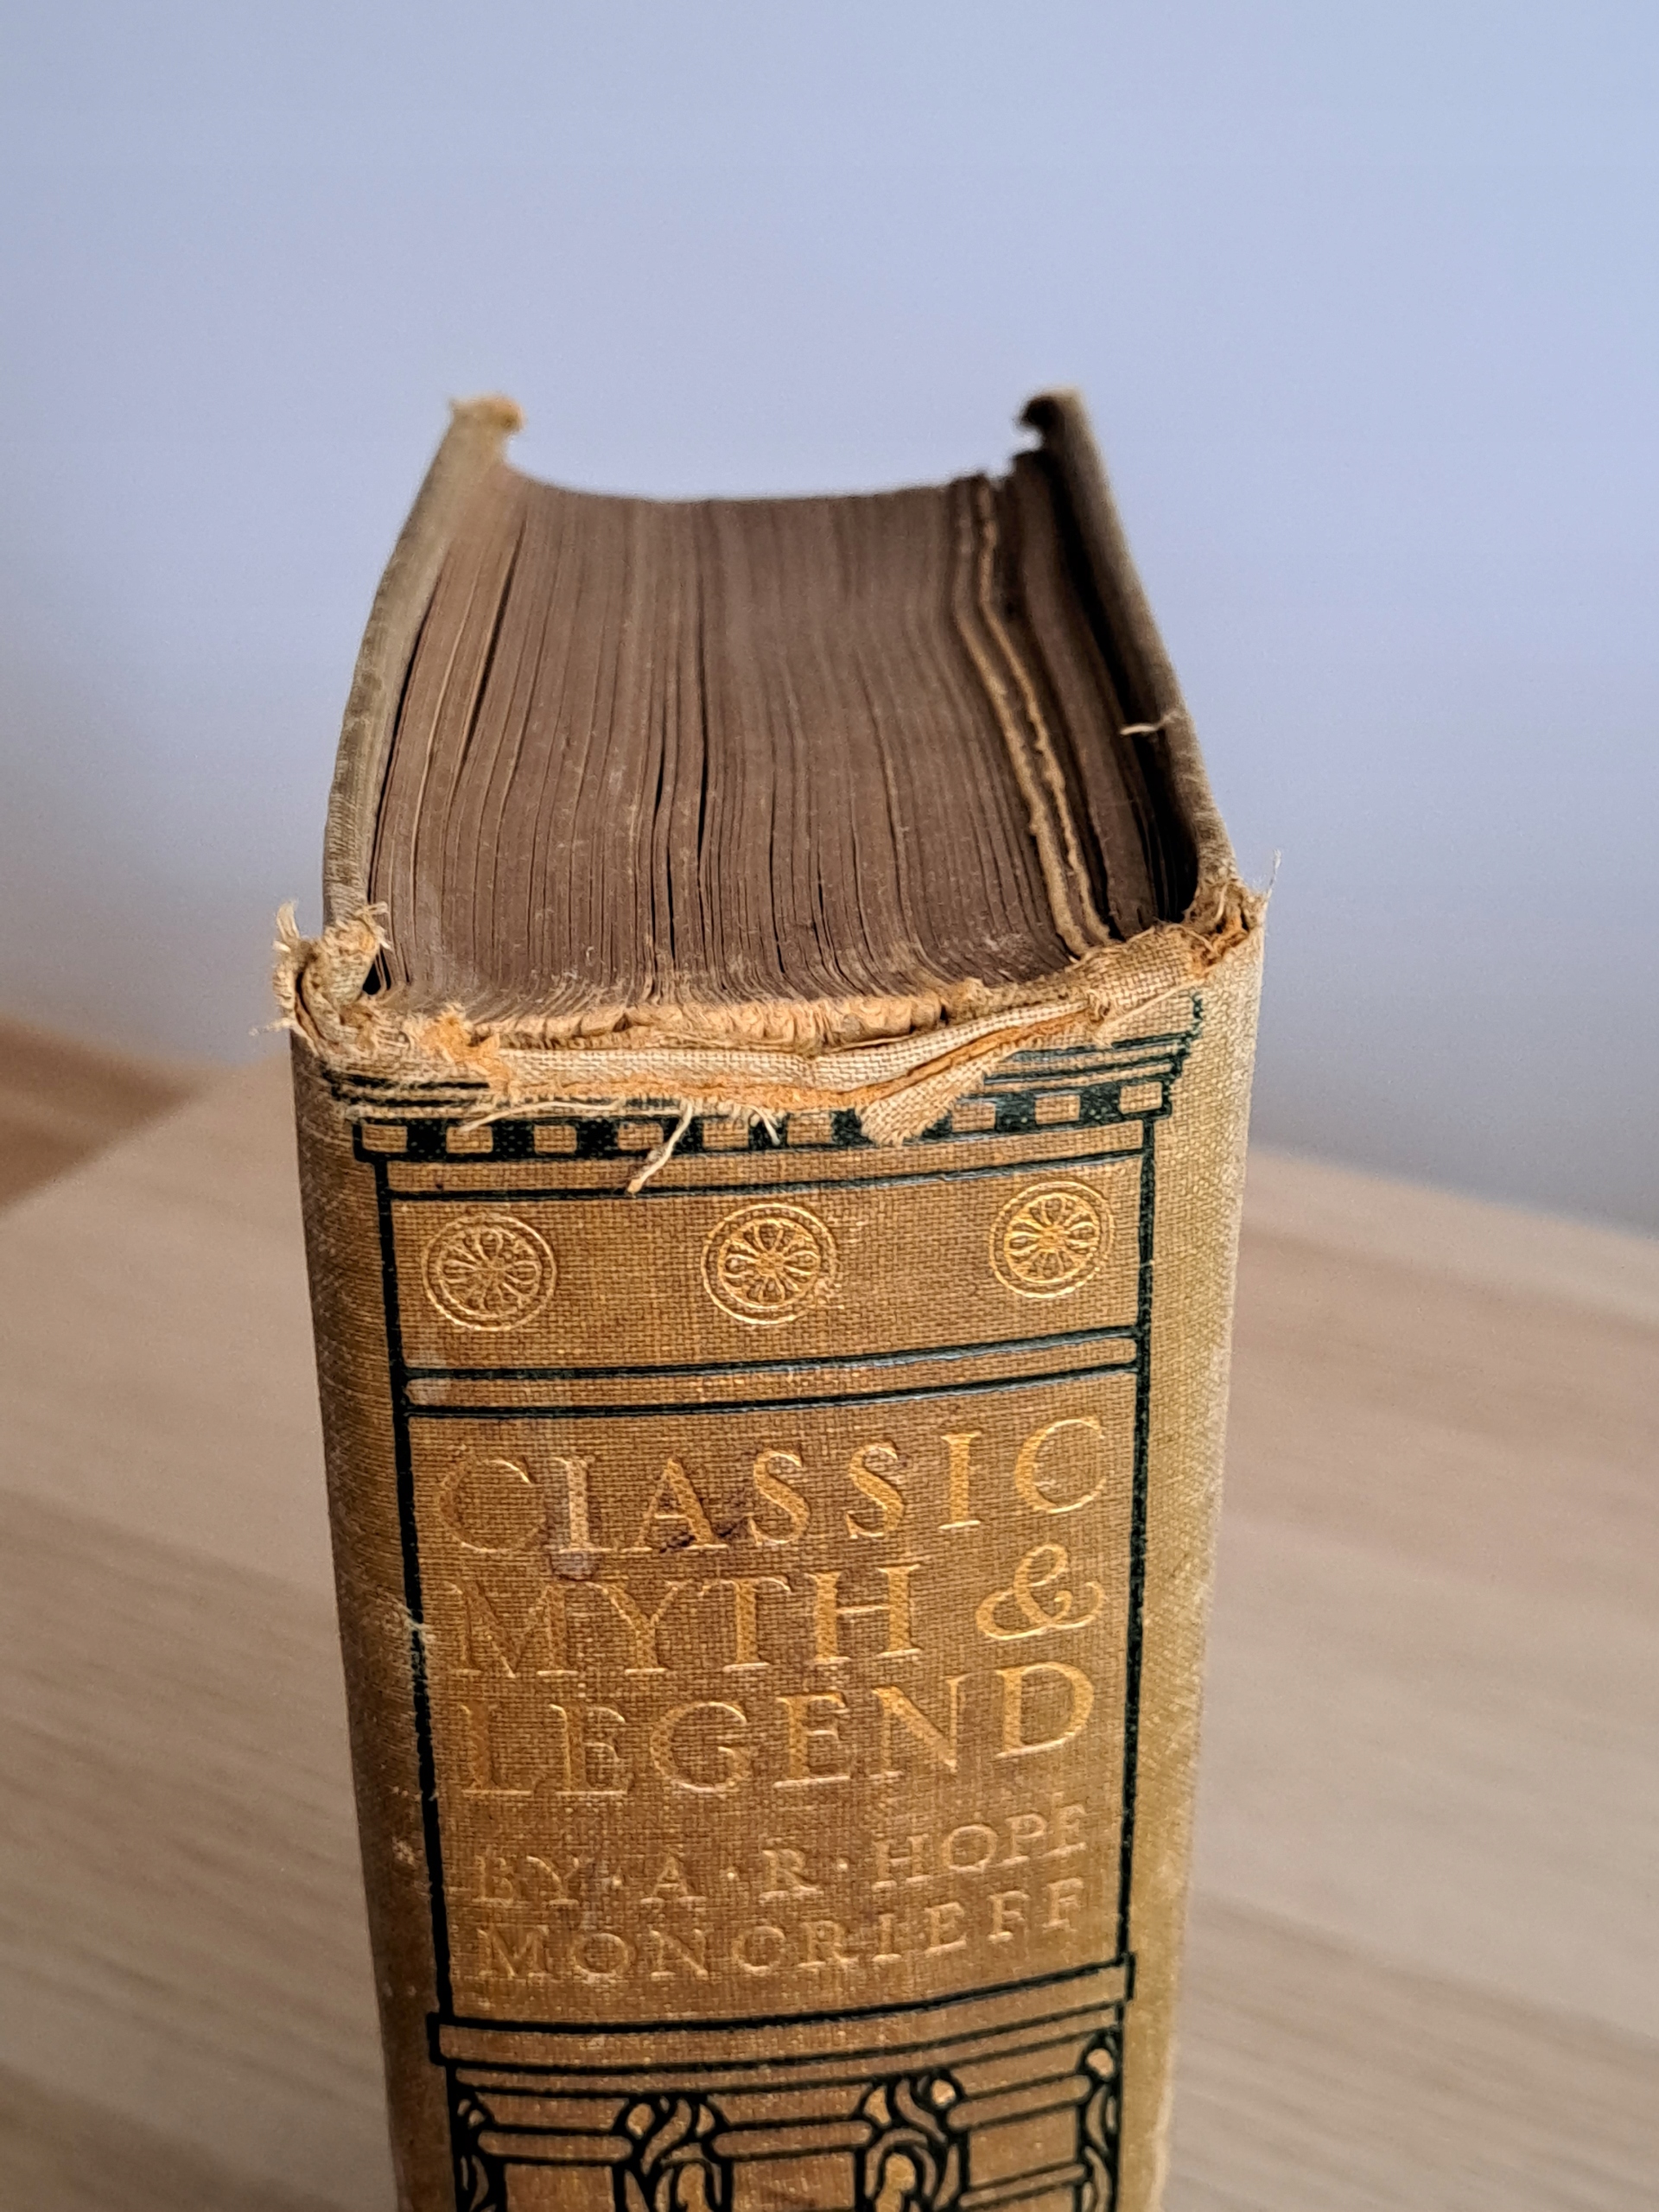 CLASSIC
MYTH &
LEGEND
BY · A · R · HOPE
MONCRIEFF